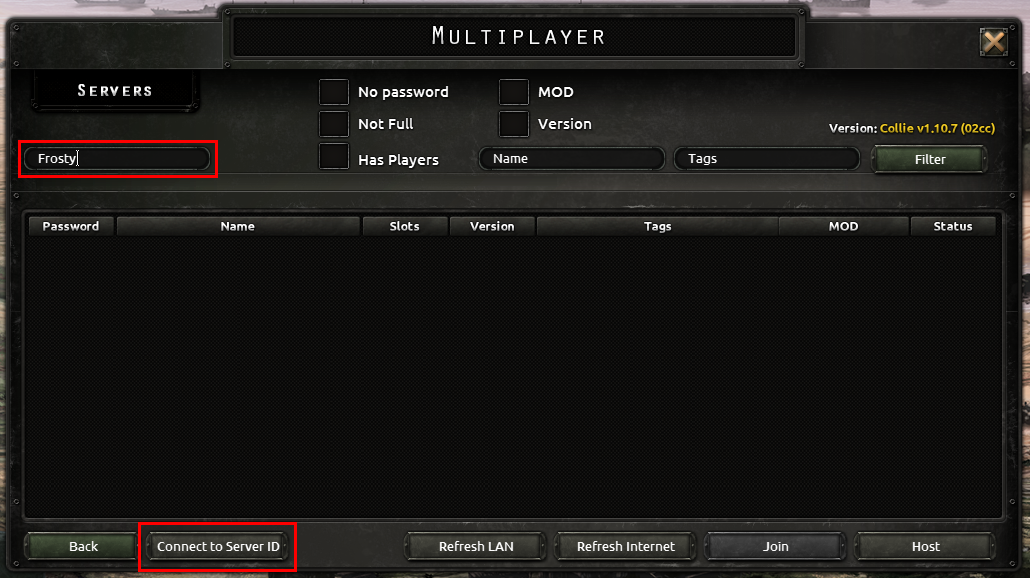 MULTIPLAYER
SERVERS
No password
MOD
Not Full
Version
Version: Collie v1.10.7 (02cc)
Frosty
Has Players
Name
Tags
Filter
Password
Name
Slots
Version
Tags
MOD
Status
Back
Connect to Server ID
Refresh LAN
Refresh Internet
Join
Host